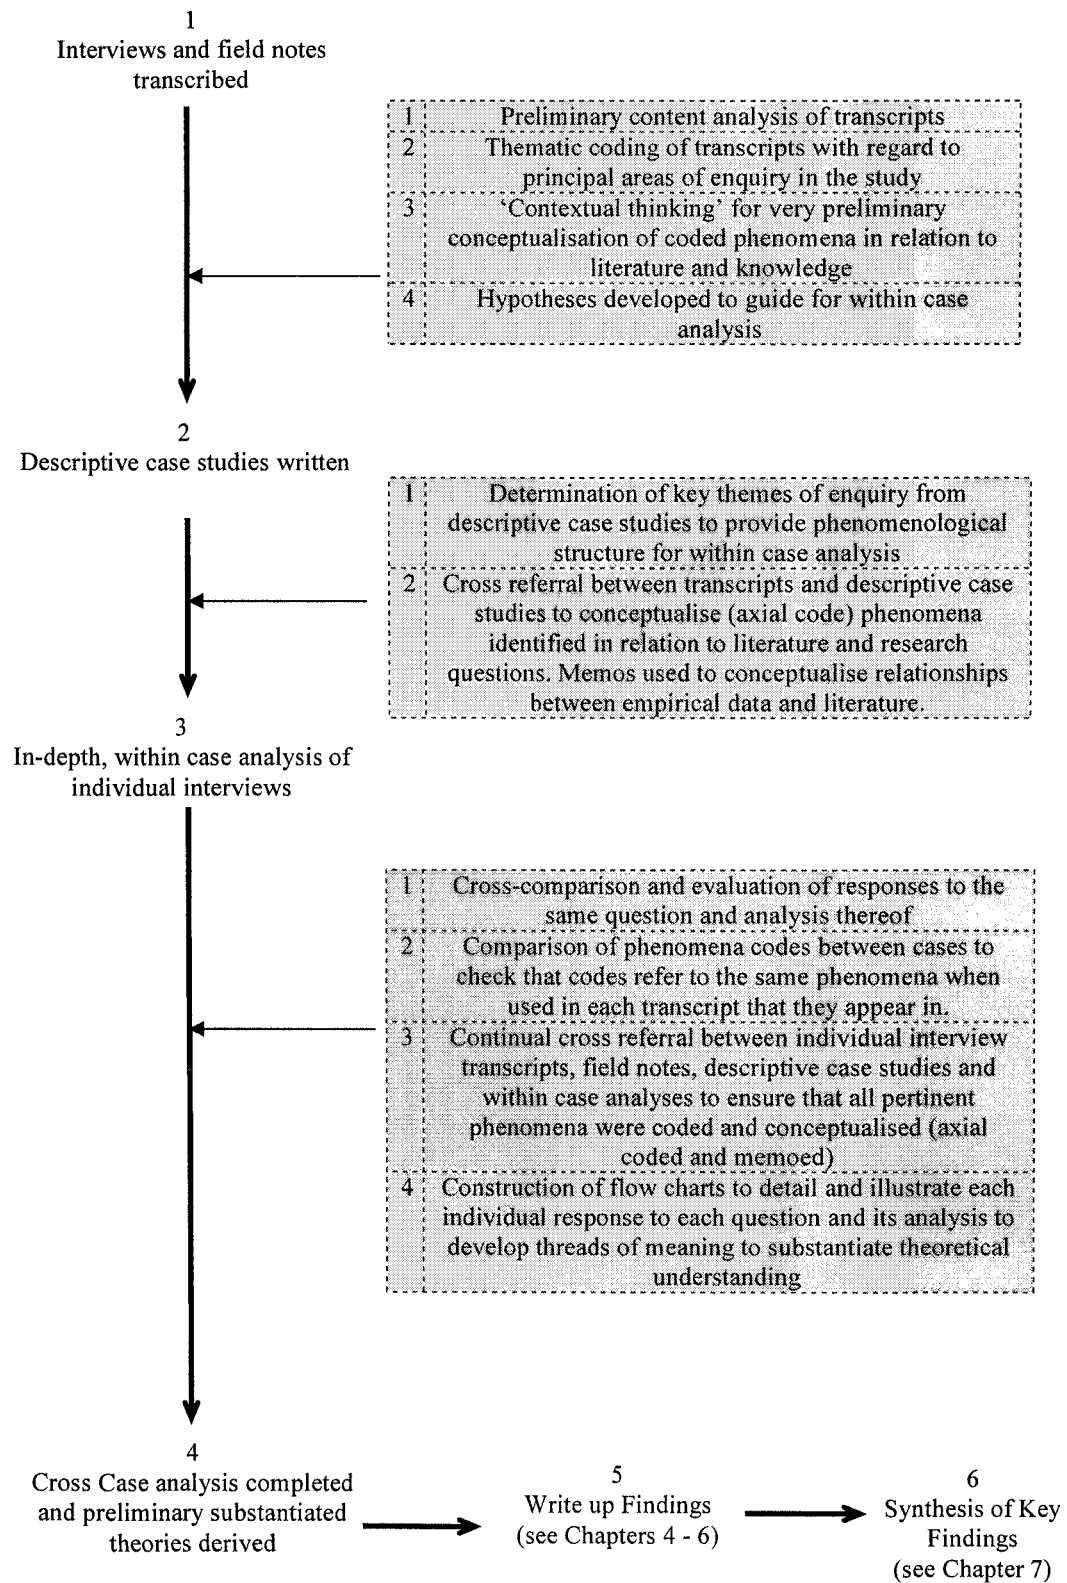 1
Interviews and field notes
transcribed
1 Preliminary content analysis of transcripts
2 Thematic coding of transcripts with regard to
principal areas of enquiry in the study
3 'Contextual thinking' for very preliminary
conceptualisation of coded phenomena in relation to
literature and knowledge
4 Hypotheses developed to guide for within case
analysis
2
Descriptive case studies written
1 Determination of key themes of enquiry from
descriptive case studies to provide phenomenological
structure for within case analysis
2 Cross referral between transcripts and descriptive case
studies to conceptualise (axial code) phenomena
identified in relation to literature and research
questions. Memos used to conceptualise relationships
between empirical data and literature.
3
In-depth, within case analysis of
individual interviews
1 Cross-comparison and evaluation of responses to the
same question and analysis thereof
2 Comparison of phenomena codes between cases to
check that codes refer to the same phenomena when
used in each transcript that they appear in.
3 Continual cross referral between individual interview
transcripts, field notes, descriptive case studies and
within case analyses to ensure that all pertinent
phenomena were coded and conceptualised (axial
coded and memoed)
4 Construction of flow charts to detail and illustrate each
individual response to each question and its analysis to
develop threads of meaning to substantiate theoretical
understanding
4
Cross Case analysis completed
and preliminary substantiated
theories derived
5
Write up Findings
(see Chapters 4 - 6)
6
Synthesis of Key
Findings
(see Chapter 7)